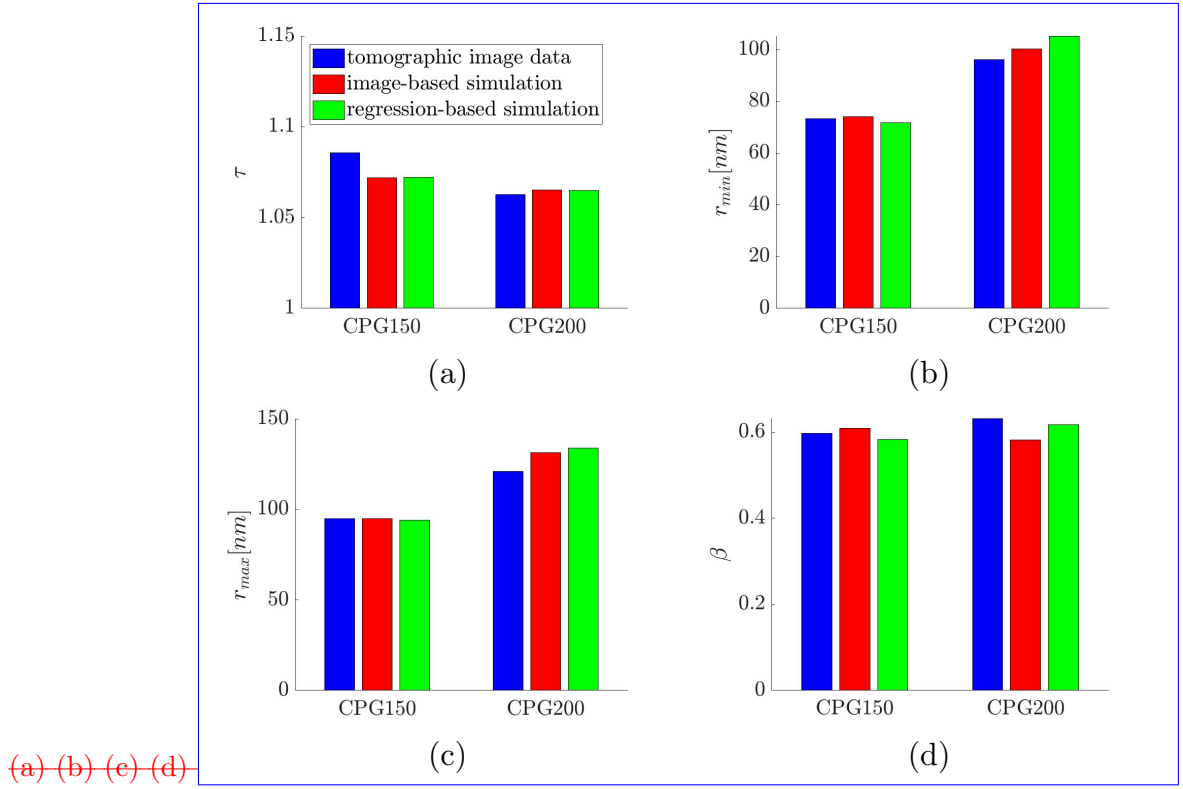 1.15
1.1
1.05
1
τ
tomographic image data
image-based simulation
regression-based simulation
CPG150 CPG200
(a)
100
80
60
40
20
0
r_min[nm]
CPG150 CPG200
(b)
150
100
50
0
r_max[nm]
CPG150 CPG200
(c)
0.6
0.4
0.2
0
β
CPG150 CPG200
(d)
(a) (b) (c) (d)